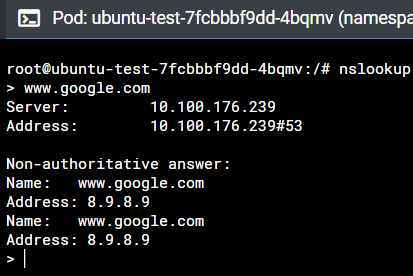 Pod: ubuntu-test-7fcbbbf9dd-4bqmv (namespa
root@ubuntu-test-7fcbbbf9dd-4bqmv:/# nslookup
> www.google.com
Server: 10.100.176.239
Address: 10.100.176.239#53
Non-authoritative answer:
Name: www.google.com
Address: 8.9.8.9
Name: www.google.com
Address: 8.9.8.9
>